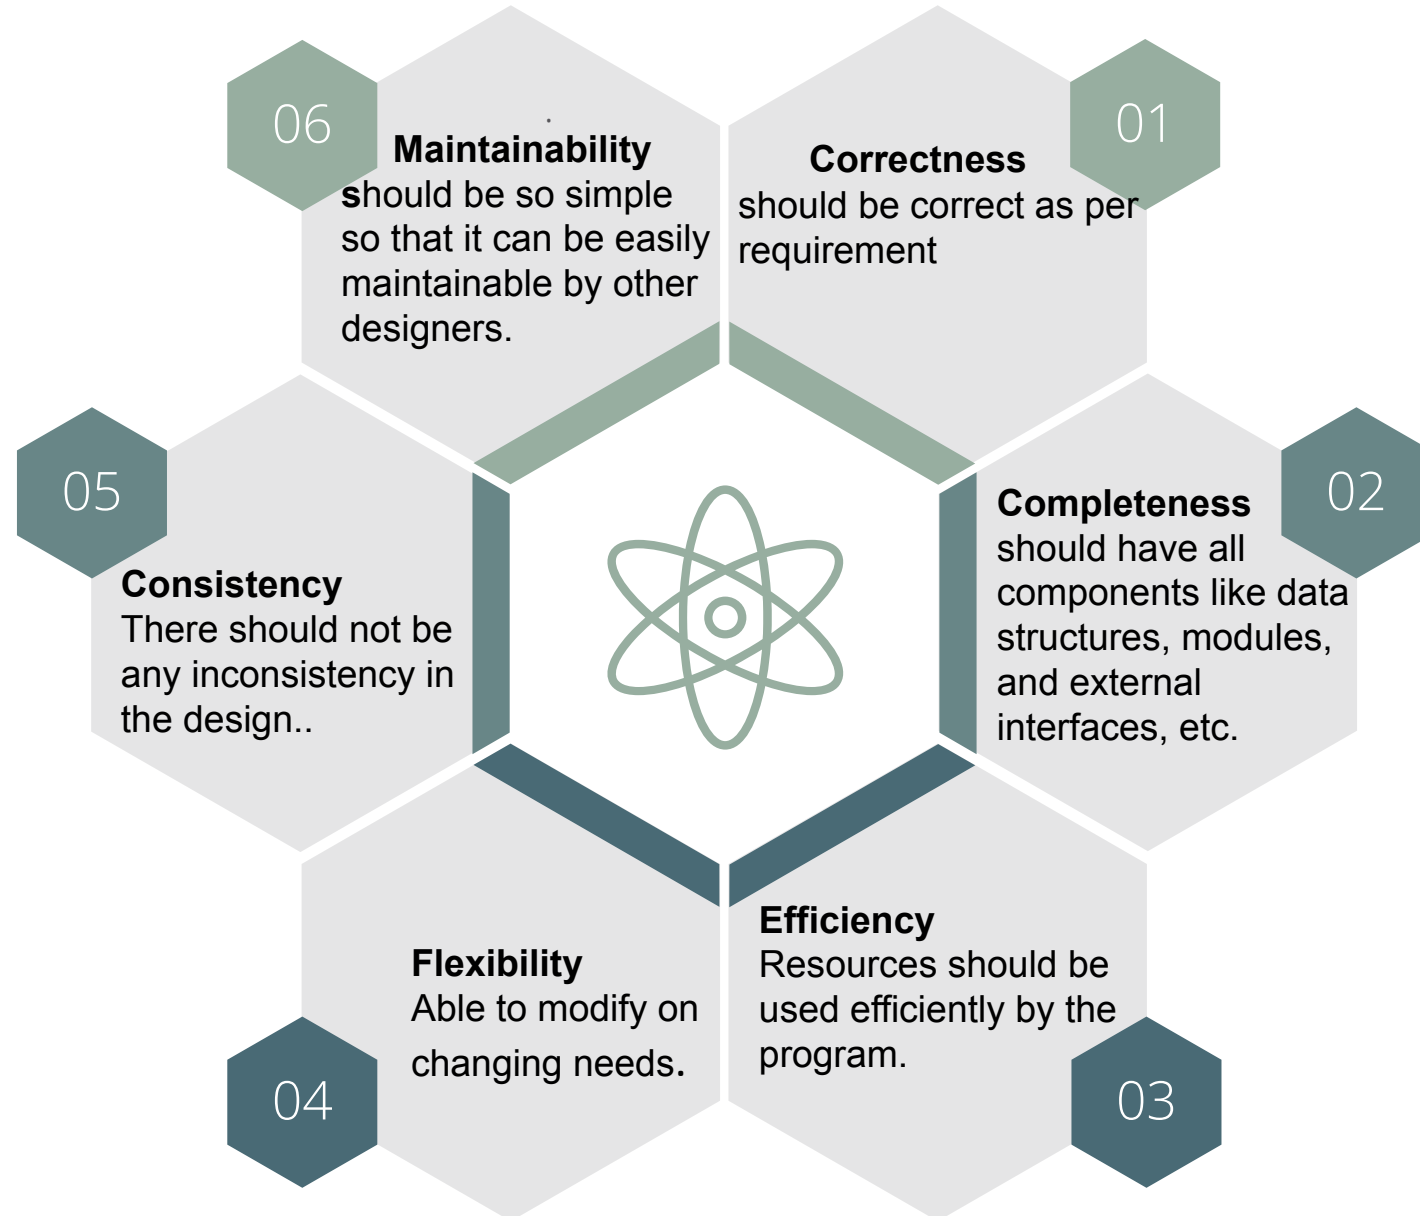 01
Correctness
should be correct as per
requirement
02
Completeness
should have all
components like data
structures, modules,
and external
interfaces, etc.
03
Efficiency
Resources should be
used efficiently by the
program.
04
Flexibility
Able to modify on
changing needs.
05
Consistency
There should not be
any inconsistency in
the design..
06
.
Maintainability
should be so simple
so that it can be easily
maintainable by other
designers.